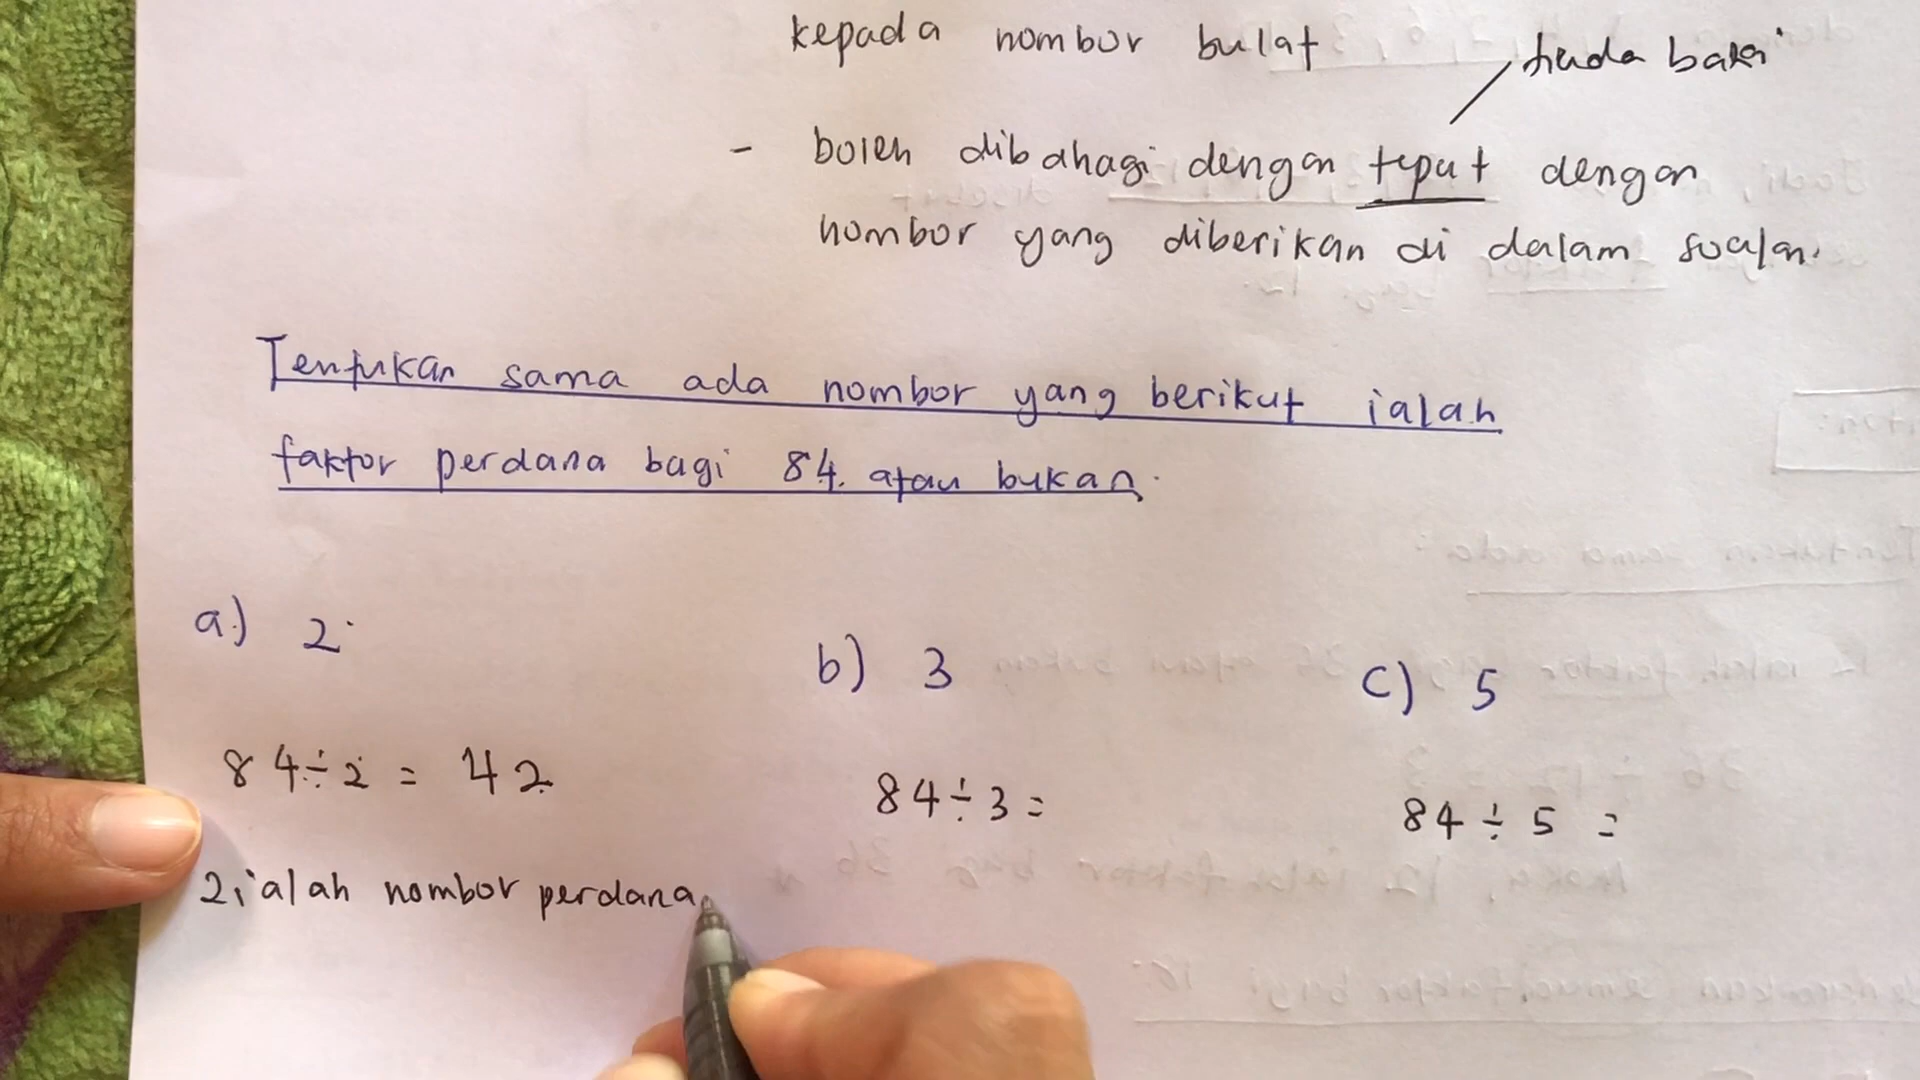 kepada nombor bulat
tiada baki
- boleh dibahagi dengan tepat dengan
nombor yang diberikan di dalam soalan.
Tentukan sama ada nombor yang berikut ialah
faktor perdana bagi 84. atau bukan.
a) 2 b) 3 c) 5
84÷2 = 42 84÷3 = 84÷5 =
2 ialah nombor perdana